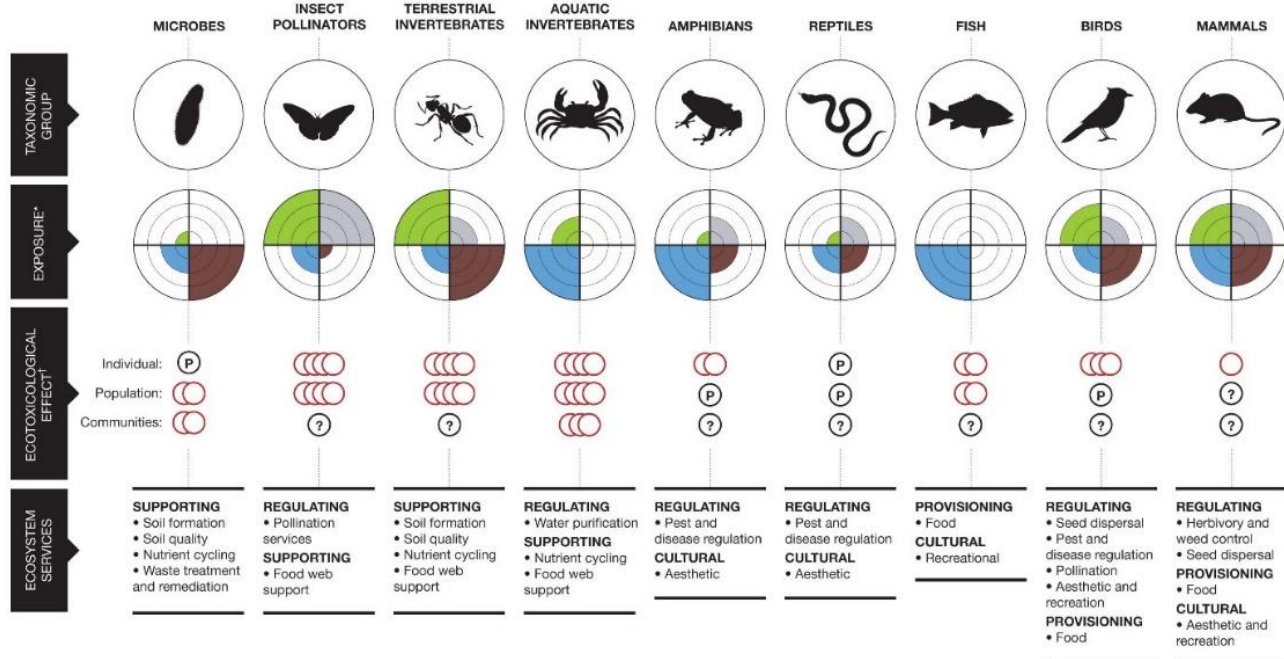 MICROBES
INSECT
POLLINATORS
TERRESTRIAL
INVERTEBRATES
AQUATIC
INVERTEBRATES
AMPHIBIANS
REPTILES
FISH
BIRDS
MAMMALS
TAXONOMIC
GROUP
EXPOSURE*
ECOTOXICOLOGICAL
EFFECT†
Individual:
P
Population:
P
P
P
?
Communities:
?
?
?
?
?
?
?
P
ECOSYSTEM
SERVICES
SUPPORTING
• Soil formation
• Soil quality
• Nutrient cycling
• Waste treatment
and remediation
REGULATING
• Pollination
services
SUPPORTING
• Food web
support
SUPPORTING
• Soil formation
• Soil quality
• Nutrient cycling
• Food web
support
REGULATING
• Water purification
SUPPORTING
• Nutrient cycling
• Food web
support
REGULATING
• Pest and
disease regulation
CULTURAL
• Aesthetic
REGULATING
• Pest and
disease regulation
CULTURAL
• Aesthetic
PROVISIONING
• Food
CULTURAL
• Recreational
REGULATING
• Seed dispersal
• Pest and
disease regulation
• Pollination
• Aesthetic and
recreation
PROVISIONING
• Food
REGULATING
• Herbivory and
weed control
• Seed dispersal
PROVISIONING
• Food
CULTURAL
• Aesthetic and
recreation